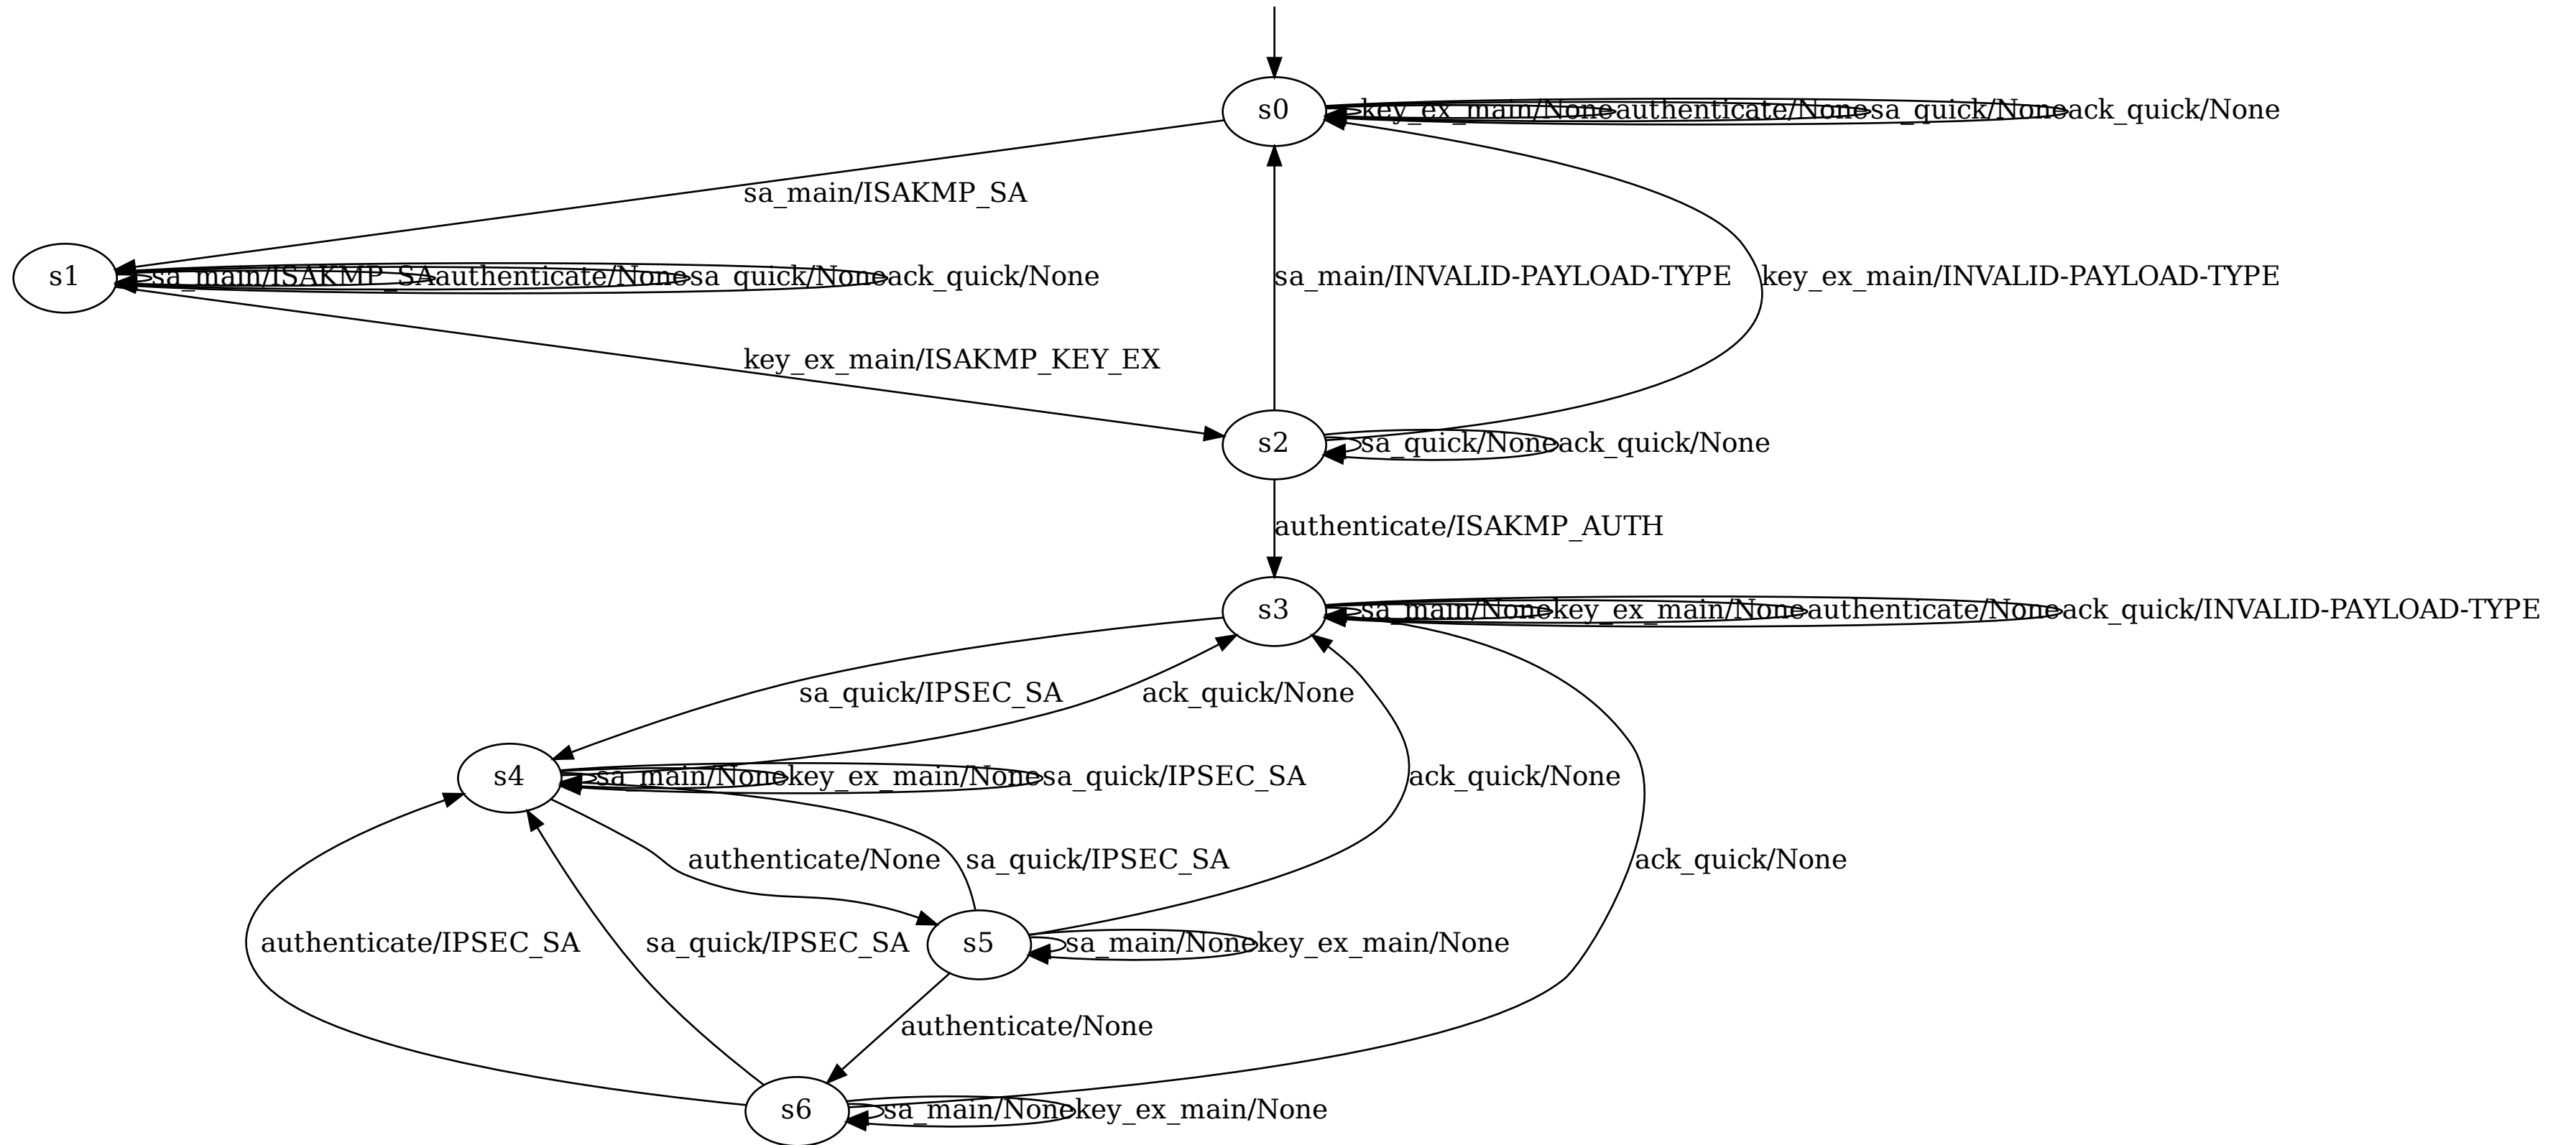 s0
key_ex_main/None
authenticate/None
sa_quick/None
ack_quick/None
sa_main/ISAKMP_SA
s1
sa_main/ISAKMP_SA
authenticate/None
sa_quick/None
ack_quick/None
sa_main/INVALID-PAYLOAD-TYPE
key_ex_main/INVALID-PAYLOAD-TYPE
key_ex_main/ISAKMP_KEY_EX
s2
sa_quick/None
ack_quick/None
authenticate/ISAKMP_AUTH
s3
sa_main/None
key_ex_main/None
authenticate/None
ack_quick/INVALID-PAYLOAD-TYPE
sa_quick/IPSEC_SA
ack_quick/None
s4
sa_main/None
key_ex_main/None
sa_quick/IPSEC_SA
ack_quick/None
authenticate/None
sa_quick/IPSEC_SA
ack_quick/None
authenticate/IPSEC_SA
sa_quick/IPSEC_SA
s5
sa_main/None
key_ex_main/None
authenticate/None
s6
sa_main/None
key_ex_main/None